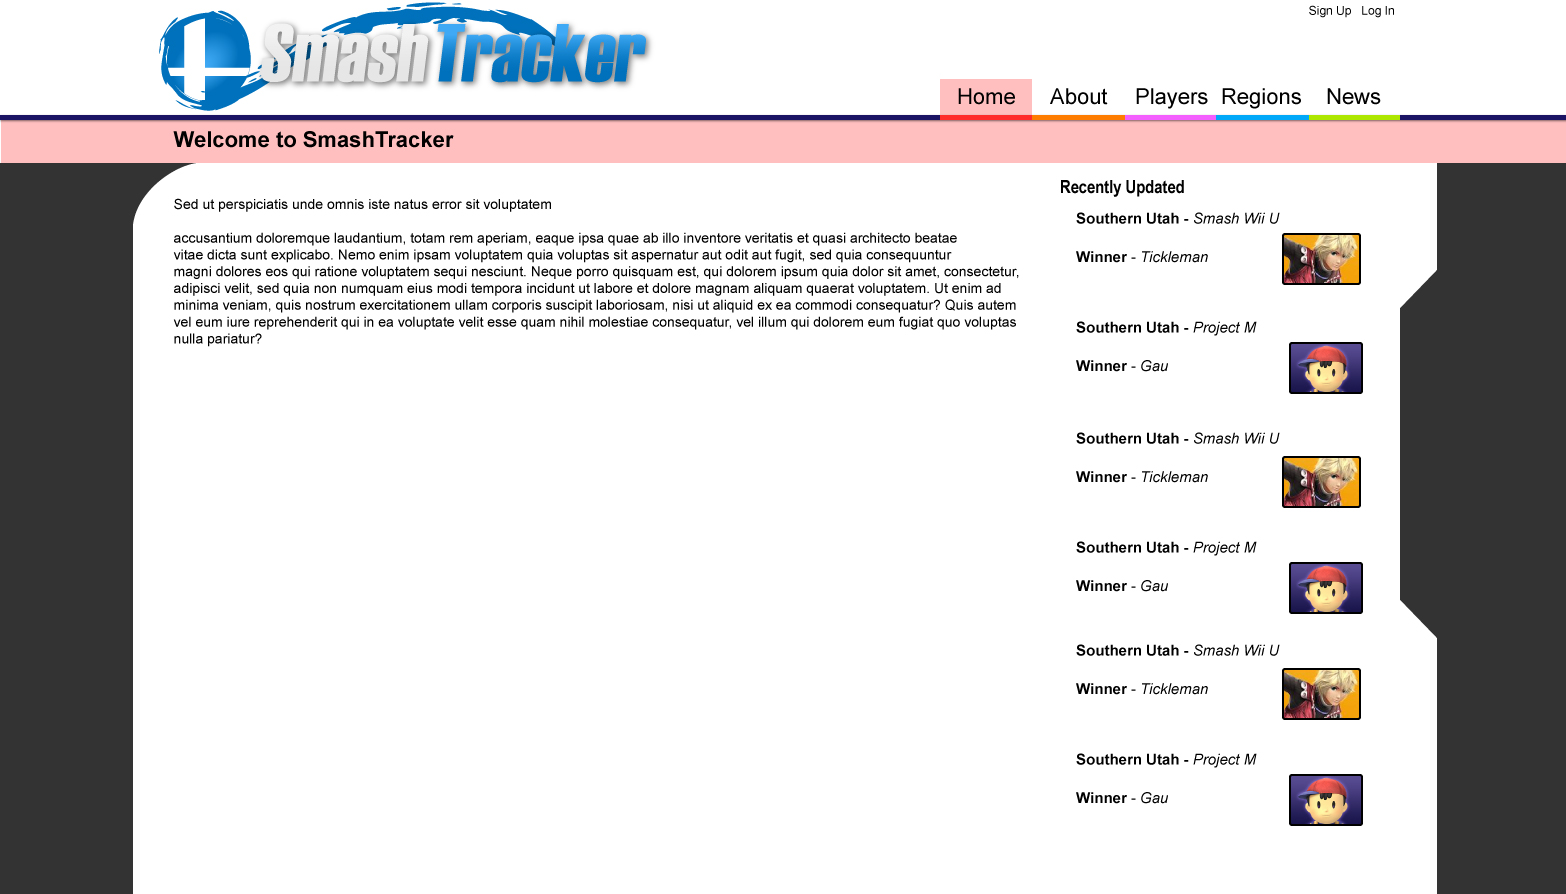 Sign Up Log In
SmashTracker
Home About Players Regions News
Welcome to SmashTracker
Sed ut perspiciatis unde omnis iste natus error sit voluptatem
accusantium doloremque laudantium, totam rem aperiam, eaque ipsa quae ab illo inventore veritatis et quasi architecto beatae
vitae dicta sunt explicabo. Nemo enim ipsam voluptatem quia voluptas sit aspernatur aut odit aut fugit, sed quia consequuntur
magni dolores eos qui ratione voluptatem sequi nesciunt. Neque porro quisquam est, qui dolorem ipsum quia dolor sit amet, consectetur,
adipisci velit, sed quia non numquam eius modi tempora incidunt ut labore et dolore magnam aliquam quaerat voluptatem. Ut enim ad
minima veniam, quis nostrum exercitationem ullam corporis suscipit laboriosam, nisi ut aliquid ex ea commodi consequatur? Quis autem
vel eum iure reprehenderit qui in ea voluptate velit esse quam nihil molestiae consequatur, vel illum qui dolorem eum fugiat quo voluptas
nulla pariatur?
Recently Updated
Southern Utah - Smash Wii U
Winner - Tickleman
Southern Utah - Project M
Winner - Gau
Southern Utah - Smash Wii U
Winner - Tickleman
Southern Utah - Project M
Winner - Gau
Southern Utah - Smash Wii U
Winner - Tickleman
Southern Utah - Project M
Winner - Gau